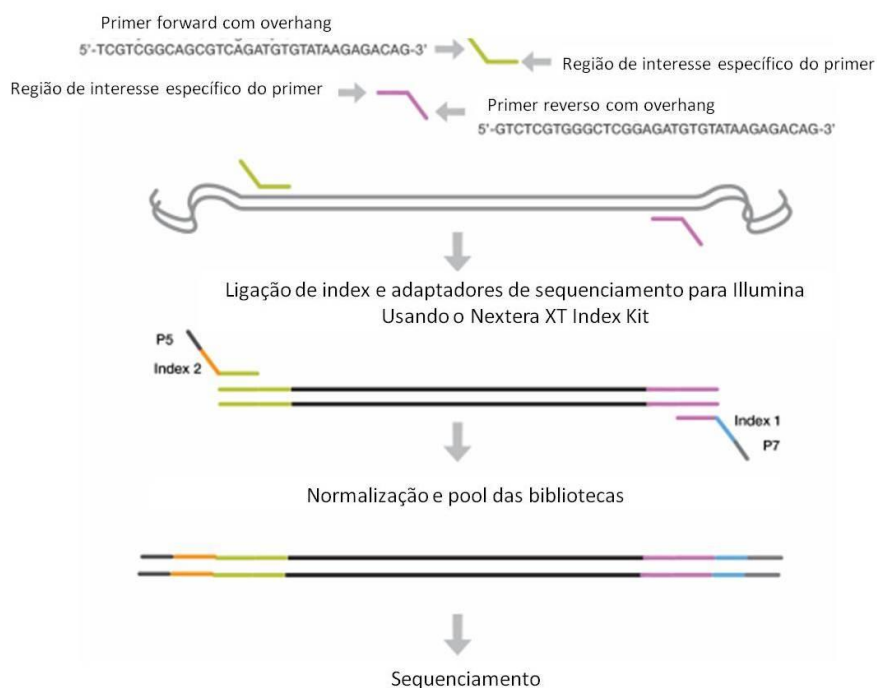 Primer forward com overhang
5'-TCGTCGGCAGCGTCAGATGTGTATAAGAGACAG-3'
Região de interesse específico do primer
Região de interesse específico do primer
Primer reverso com overhang
5'-GTCTCGTGGGCTCGGAGATGTGTATAAGAGACAG-3'
Ligação de index e adaptadores de sequenciamento para Illumina
Usando o Nextera XT Index Kit
P5
Index 2
Index 1
P7
Normalização e pool das bibliotecas
Sequenciamento